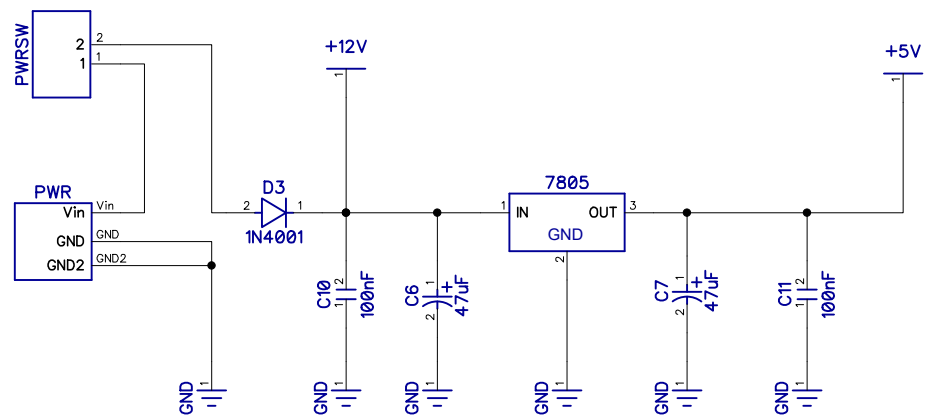 PWRSW
2
2
1
1
PWR
Vin
Vin
GND
GND
GND2
GND2
GND
1
2
D3
1
1N4001
+12V
1
2
C10
100nF
1
GND
1
1
+
C6
47uF
2
GND
1
7805
1
IN
OUT
3
GND
2
GND
1
1
+
C7
47uF
2
GND
1
2
C11
100nF
1
GND
1
+5V
1